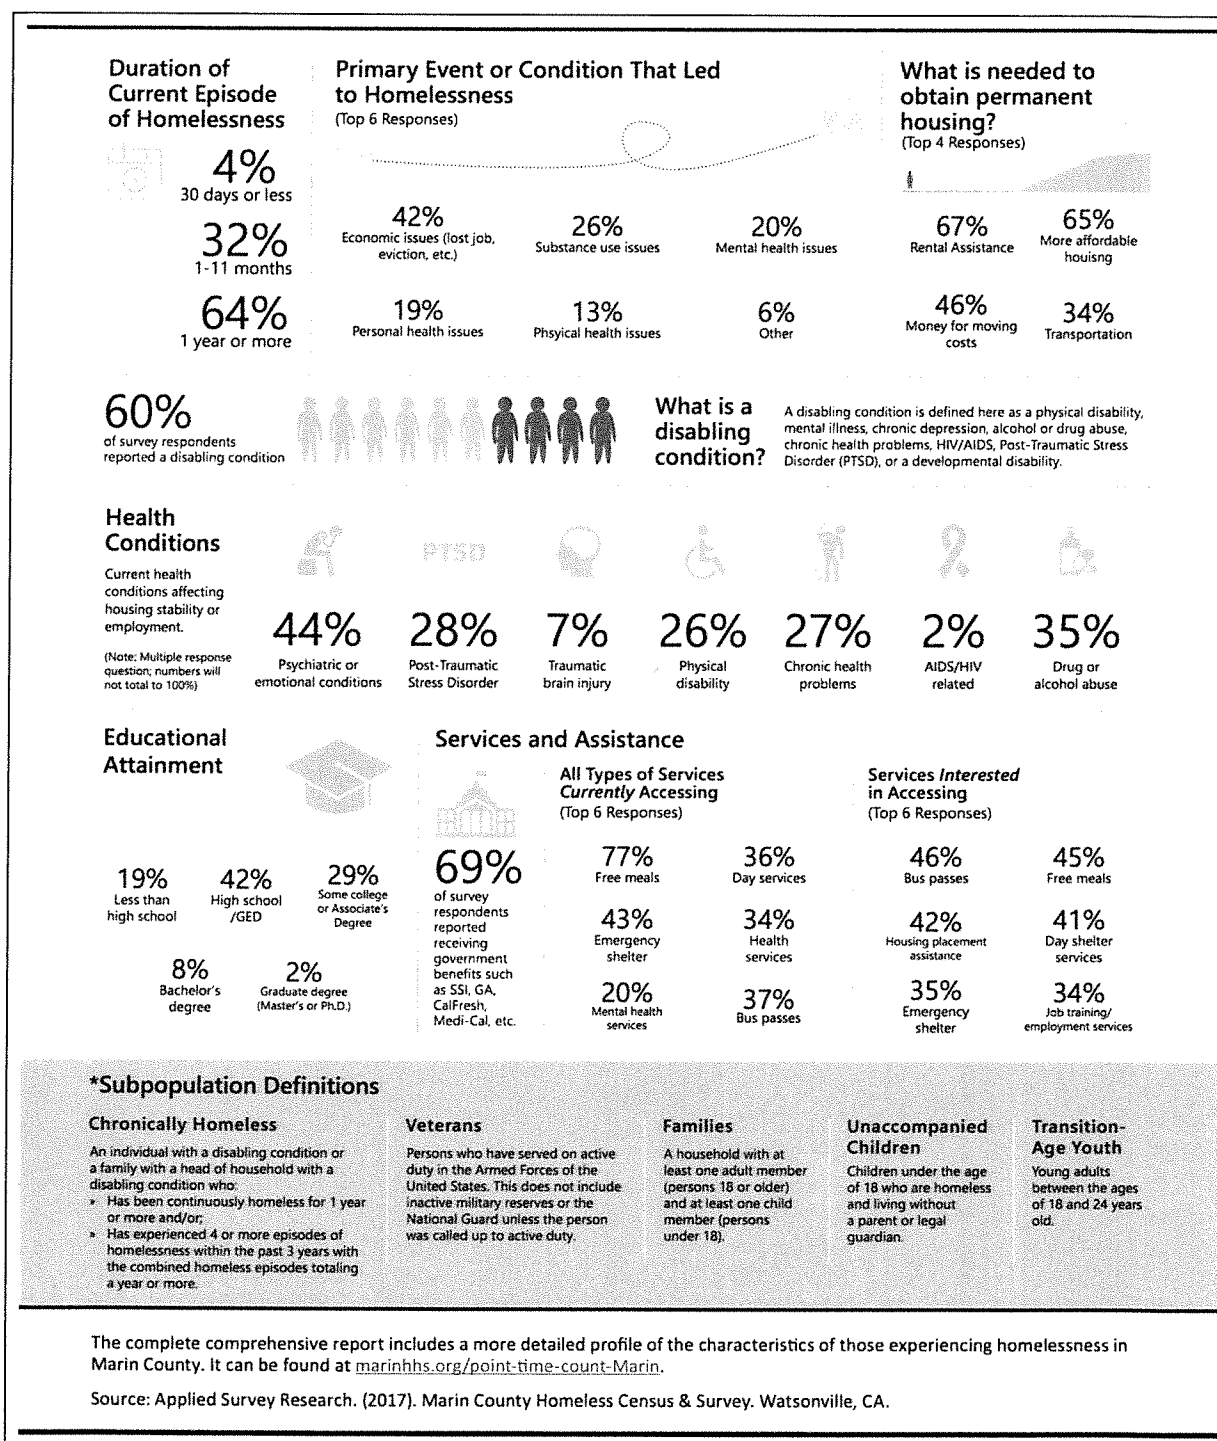 Duration of
Current Episode
of Homelessness
4%
30 days or less
32%
1-11 months
64%
1 year or more
Primary Event or Condition That Led
to Homelessness
(Top 6 Responses)
42%
Economic issues (lost job,
eviction, etc.)
26%
Substance use issues
20%
Mental health issues
19%
Personal health issues
13%
Phsyical health issues
6%
Other
What is needed to
obtain permanent
housing?
(Top 4 Responses)
67%
Rental Assistance
65%
More affordable
houisng
46%
Money for moving
costs
34%
Transportation
60%
of survey respondents
reported a disabling condition
What is a
disabling
condition?
A disabling condition is defined here as a physical disability,
mental illness, chronic depression, alcohol or drug abuse,
chronic health problems, HIV/AIDS, Post-Traumatic Stress
Disorder (PTSD), or a developmental disability.
Health
Conditions
Current health
conditions affecting
housing stability or
employment.
(Note: Multiple response
question; numbers will
not total to 100%)
44%
Psychiatric or
emotional conditions
PTSD
28%
Post-Traumatic
Stress Disorder
7%
Traumatic
brain injury
26%
Physical
disability
27%
Chronic health
problems
2%
AIDS/HIV
related
35%
Drug or
alcohol abuse
Educational
Attainment
19%
Less than
high school
42%
High school
/GED
29%
Some college
or Associate's
Degree
8%
Bachelor's
degree
2%
Graduate degree
(Master's or Ph.D.)
Services and Assistance
69%
of survey
respondents
reported
receiving
government
benefits such
as SSI, GA,
CalFresh,
Medi-Cal, etc.
All Types of Services
Currently Accessing
(Top 6 Responses)
77%
Free meals
36%
Day services
43%
Emergency
shelter
34%
Health
services
20%
Mental health
services
37%
Bus passes
Services Interested
in Accessing
(Top 6 Responses)
46%
Bus passes
45%
Free meals
42%
Housing placement
assistance
41%
Day shelter
services
35%
Emergency
shelter
34%
Job training/
employment services
*Subpopulation Definitions
Chronically Homeless
An individual with a disabling condition or
a family with a head of household with a
disabling condition who:
» Has been continuously homeless for 1 year
or more and/or;
» Has experienced 4 or more episodes of
homelessness within the past 3 years with
the combined homeless episodes totaling
a year or more.
Veterans
Persons who have served on active
duty in the Armed Forces of the
United States. This does not include
inactive military reserves or the
National Guard unless the person
was called up to active duty.
Families
A household with at
least one adult member
(persons 18 or older)
and at least one child
member (persons
under 18).
Unaccompanied
Children
Children under the age
of 18 who are homeless
and living without
a parent or legal
guardian.
Transition-
Age Youth
Young adults
between the ages
of 18 and 24 years
old.
The complete comprehensive report includes a more detailed profile of the characteristics of those experiencing homelessness in
Marin County. It can be found at marinhhs.org/point-time-count-Marin.
Source: Applied Survey Research. (2017). Marin County Homeless Census & Survey. Watsonville, CA.